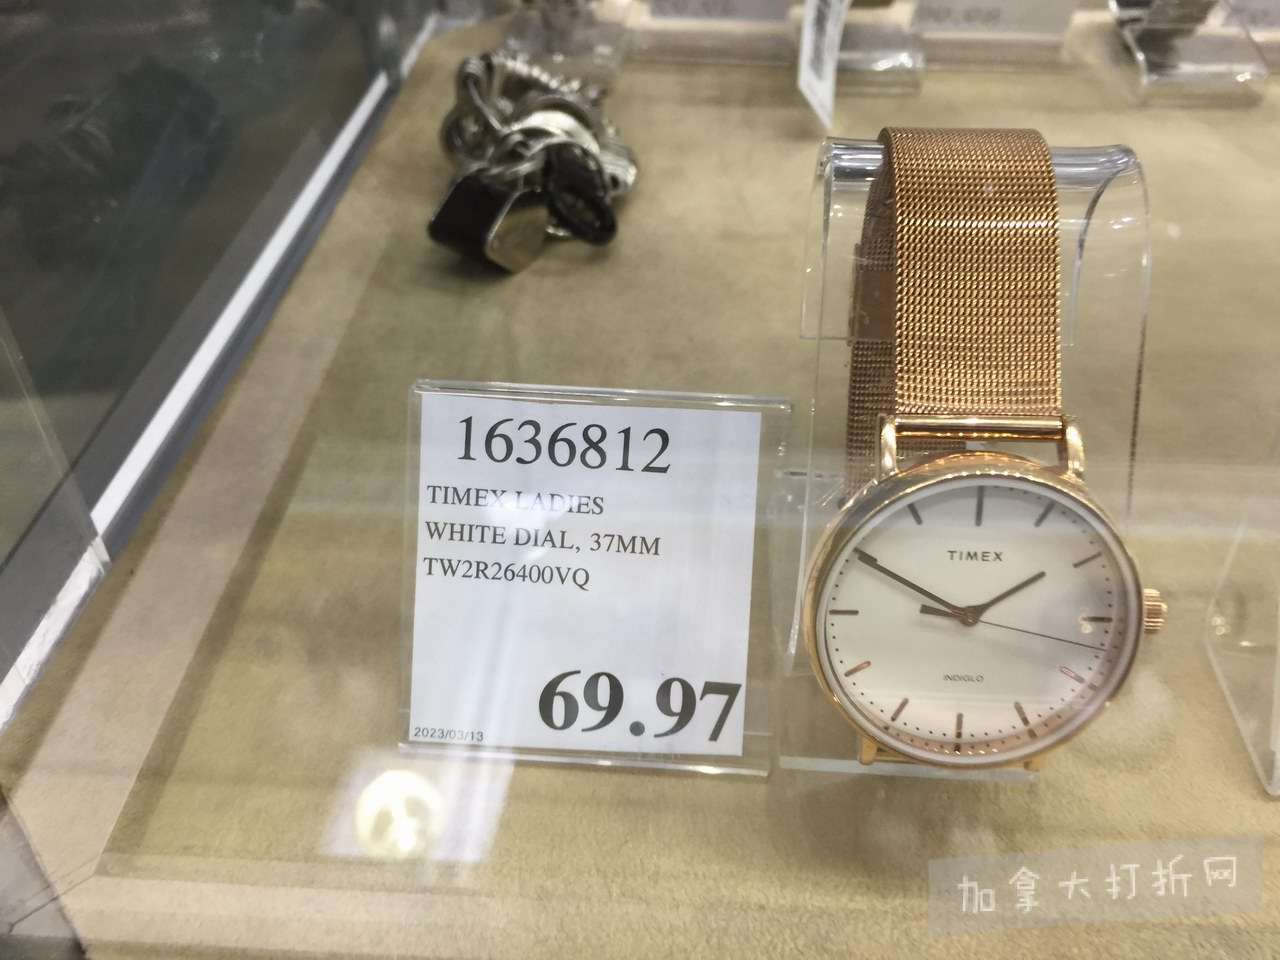 1636812
TIMEX LADIES
WHITE DIAL, 37MM
TW2R26400VQ
69.97
2023/03/13
TIMEX
INDIGLO
加拿大打折网